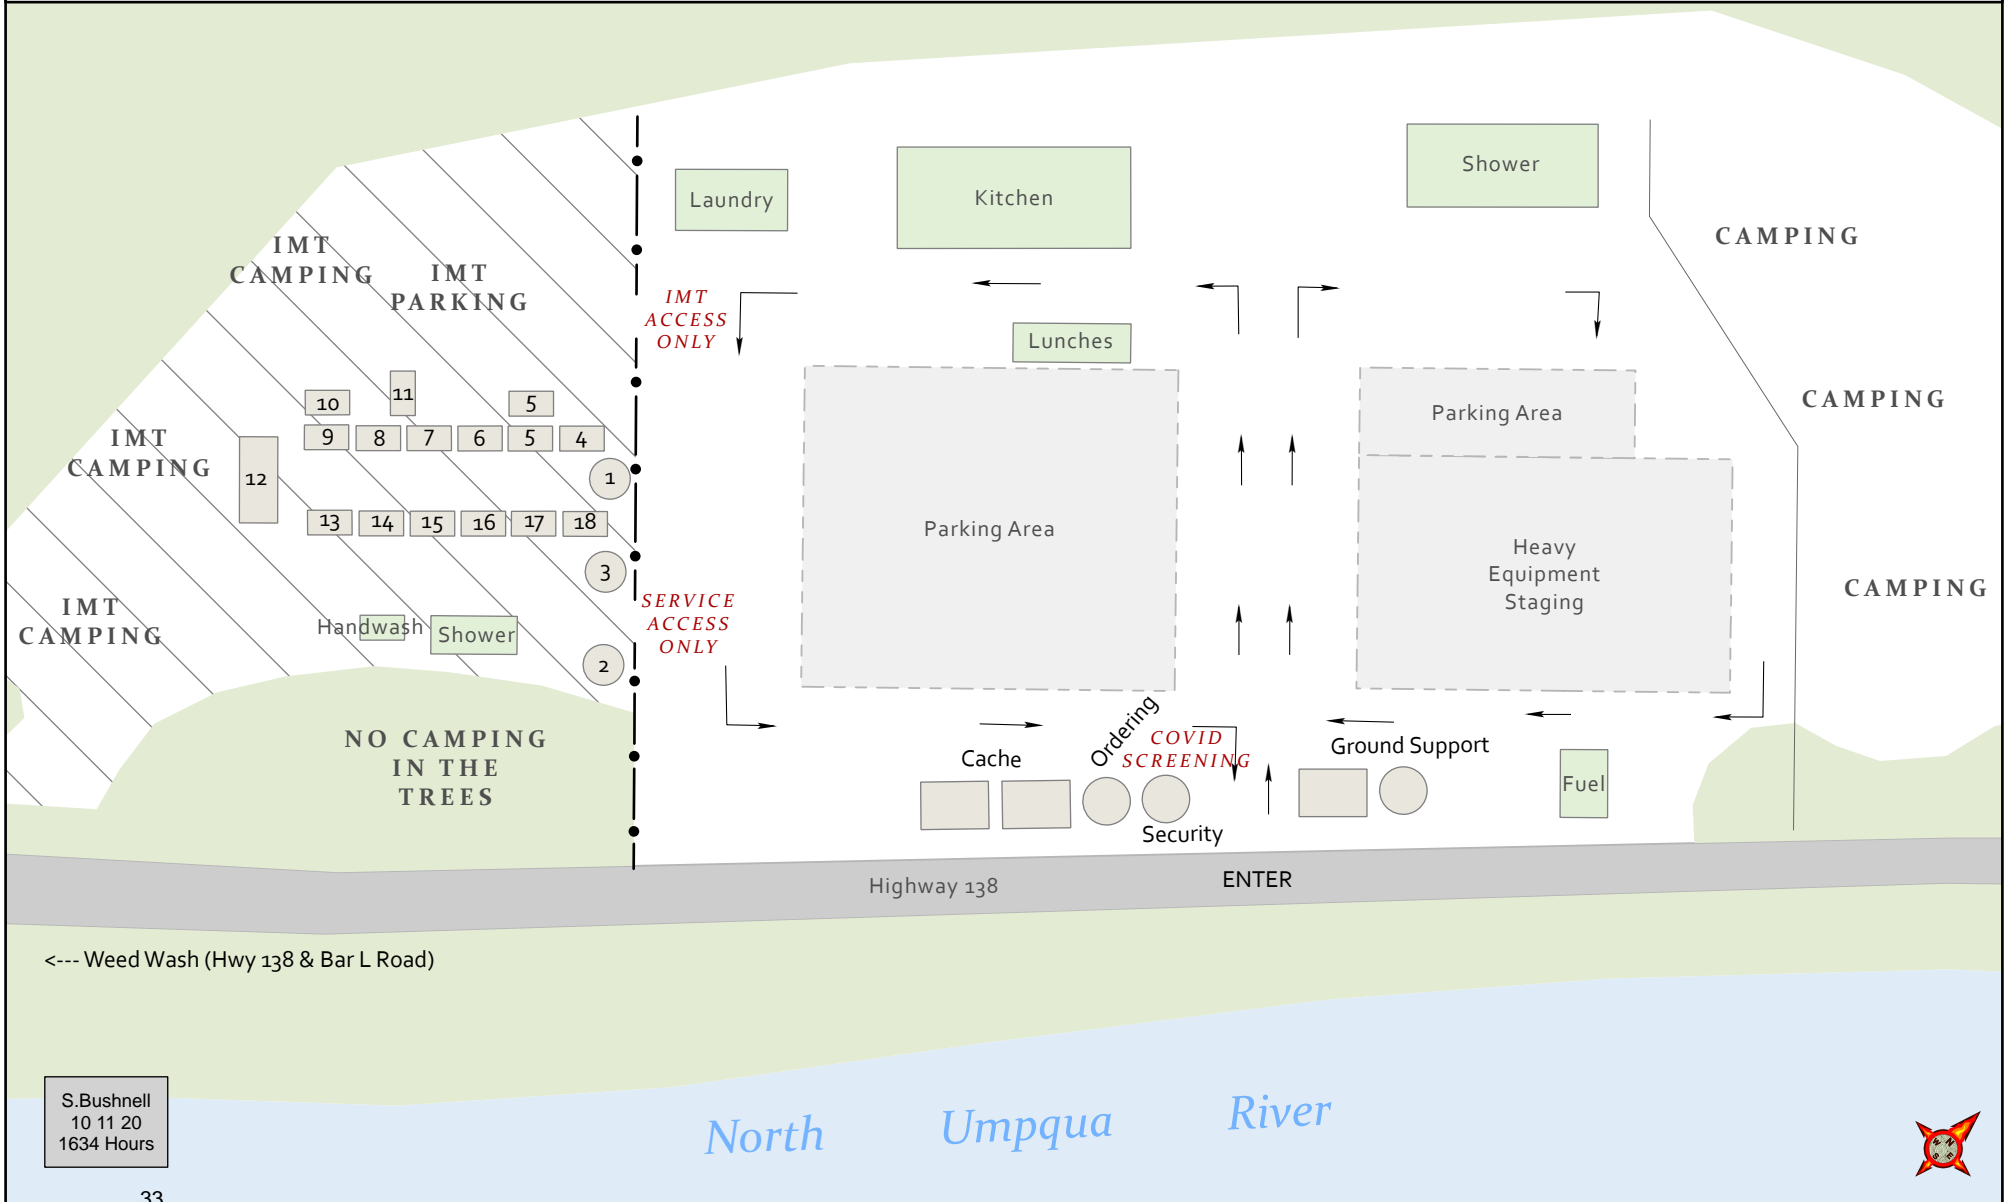 Laundry
Kitchen
Shower
CAMPING
IMT
CAMPING
IMT
PARKING
IMT
ACCESS
ONLY
Lunches
10
11
5
Parking Area
CAMPING
9
8
7
6
5
4
IMT
CAMPING
12
1
13
14
15
16
17
18
Parking Area
Heavy
Equipment
Staging
3
CAMPING
IMT
CAMPING
Handwash
Shower
SERVICE
ACCESS
ONLY
2
NO CAMPING
IN THE
TREES
Cache
Ordering
COVID
SCREENING
Ground Support
Fuel
Security
Highway 138
ENTER
<--- Weed Wash (Hwy 138 & Bar L Road)
S.Bushnell
10 11 20
1634 Hours
North Umpqua River
N
W
E
S
33